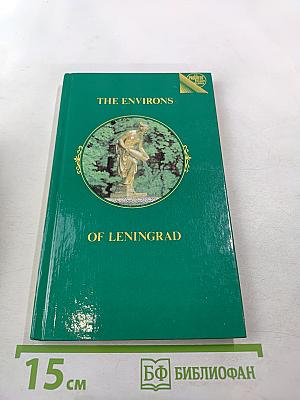 THE ENVIRONS
OF LENINGRAD
15 см
БФ БИБЛИОФАН